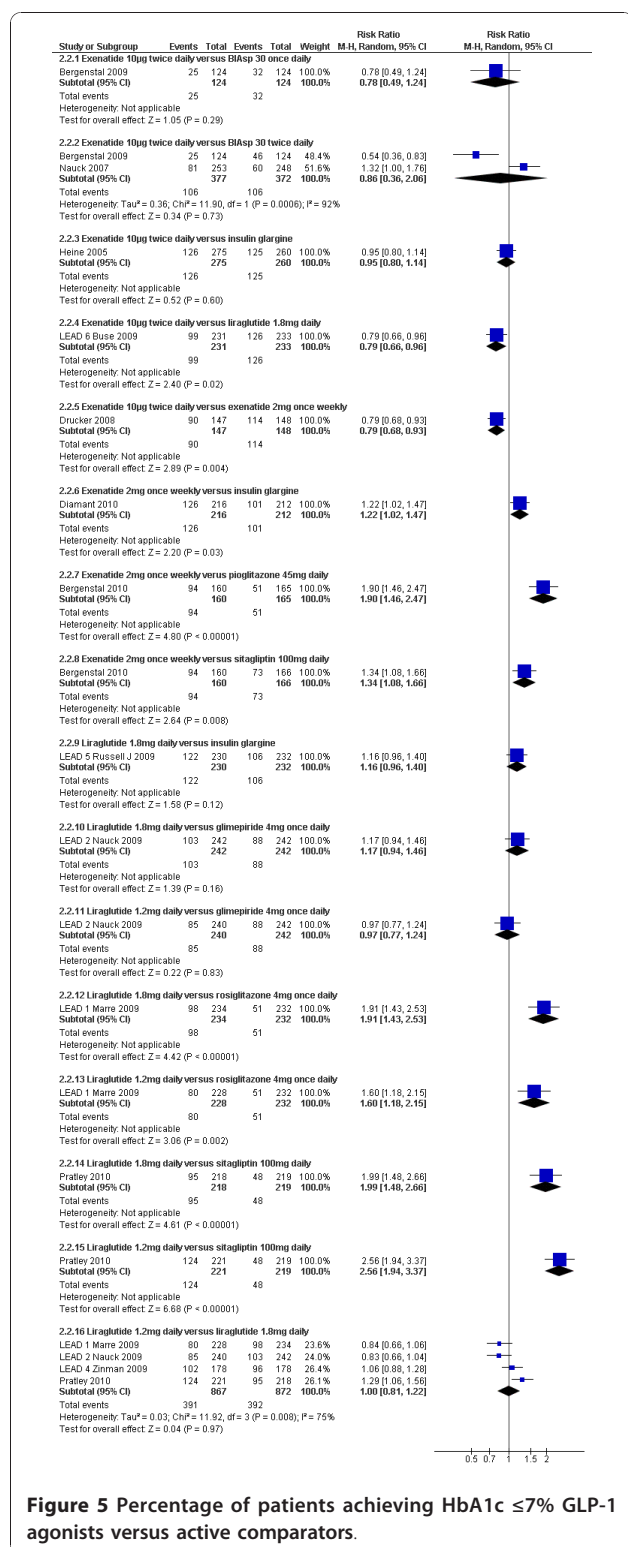 Risk Ratio Risk Ratio
Study or Subgroup Events Total Events Total Weight M-H, Random, 95% CI M-H, Random, 95% CI
2.2.1 Exenatide 10µg twice daily versus BIAsp 30 once daily
Bergenstal 2009 25 124 32 124 100.0% 0.78 [0.49, 1.24]
Subtotal (95% CI) 124 124 100.0% 0.78 [0.49, 1.24]
Total events 25 32
Heterogeneity: Not applicable
Test for overall effect: Z = 1.05 (P = 0.29)
2.2.2 Exenatide 10µg twice daily versus BIAsp 30 twice daily
Bergenstal 2009 25 124 46 124 48.4% 0.54 [0.36, 0.83]
Nauck 2007 81 253 60 248 51.6% 1.32 [1.00, 1.76]
Subtotal (95% CI) 377 372 100.0% 0.86 [0.36, 2.06]
Total events 106 106
Heterogeneity: Tau² = 0.36; Chi² = 11.90, df = 1 (P = 0.0006); I² = 92%
Test for overall effect: Z = 0.34 (P = 0.73)
2.2.3 Exenatide 10µg twice daily versus insulin glargine
Heine 2005 126 275 125 260 100.0% 0.95 [0.80, 1.14]
Subtotal (95% CI) 275 260 100.0% 0.95 [0.80, 1.14]
Total events 126 125
Heterogeneity: Not applicable
Test for overall effect: Z = 0.52 (P = 0.60)
2.2.4 Exenatide 10µg twice daily versus liraglutide 1.8mg daily
LEAD 6 Buse 2009 99 231 126 233 100.0% 0.79 [0.66, 0.96]
Subtotal (95% CI) 231 233 100.0% 0.79 [0.66, 0.96]
Total events 99 126
Heterogeneity: Not applicable
Test for overall effect: Z = 2.40 (P = 0.02)
2.2.5 Exenatide 10µg twice daily versus exenatide 2mg once weekly
Drucker 2008 90 147 114 148 100.0% 0.79 [0.68, 0.93]
Subtotal (95% CI) 147 148 100.0% 0.79 [0.68, 0.93]
Total events 90 114
Heterogeneity: Not applicable
Test for overall effect: Z = 2.89 (P = 0.004)
2.2.6 Exenatide 2mg once weekly versus insulin glargine
Diamant 2010 126 216 101 212 100.0% 1.22 [1.02, 1.47]
Subtotal (95% CI) 216 212 100.0% 1.22 [1.02, 1.47]
Total events 126 101
Heterogeneity: Not applicable
Test for overall effect: Z = 2.20 (P = 0.03)
2.2.7 Exenatide 2mg once weekly verus pioglitazone 45mg daily
Bergenstal 2010 94 160 51 165 100.0% 1.90 [1.46, 2.47]
Subtotal (95% CI) 160 165 100.0% 1.90 [1.46, 2.47]
Total events 94 51
Heterogeneity: Not applicable
Test for overall effect: Z = 4.80 (P < 0.00001)
2.2.8 Exenatide 2mg once weekly versus sitagliptin 100mg daily
Bergenstal 2010 94 160 73 166 100.0% 1.34 [1.08, 1.66]
Subtotal (95% CI) 160 166 100.0% 1.34 [1.08, 1.66]
Total events 94 73
Heterogeneity: Not applicable
Test for overall effect: Z = 2.64 (P = 0.008)
2.2.9 Liraglutide 1.8mg daily versus insulin glargine
LEAD 5 Russell J 2009 122 230 106 232 100.0% 1.16 [0.96, 1.40]
Subtotal (95% CI) 230 232 100.0% 1.16 [0.96, 1.40]
Total events 122 106
Heterogeneity: Not applicable
Test for overall effect: Z = 1.58 (P = 0.12)
2.2.10 Liraglutide 1.8mg daily versus glimepiride 4mg once daily
LEAD 2 Nauck 2009 103 242 88 242 100.0% 1.17 [0.94, 1.46]
Subtotal (95% CI) 242 242 100.0% 1.17 [0.94, 1.46]
Total events 103 88
Heterogeneity: Not applicable
Test for overall effect: Z = 1.39 (P = 0.16)
2.2.11 Liraglutide 1.2mg daily versus glimepiride 4mg once daily
LEAD 2 Nauck 2009 85 240 88 242 100.0% 0.97 [0.77, 1.24]
Subtotal (95% CI) 240 242 100.0% 0.97 [0.77, 1.24]
Total events 85 88
Heterogeneity: Not applicable
Test for overall effect: Z = 0.22 (P = 0.83)
2.2.12 Liraglutide 1.8mg daily versus rosiglitazone 4mg once daily
LEAD 1 Marre 2009 98 234 51 232 100.0% 1.91 [1.43, 2.53]
Subtotal (95% CI) 234 232 100.0% 1.91 [1.43, 2.53]
Total events 98 51
Heterogeneity: Not applicable
Test for overall effect: Z = 4.42 (P < 0.00001)
2.2.13 Liraglutide 1.2mg daily versus rosiglitazone 4mg once daily
LEAD 1 Marre 2009 80 228 51 232 100.0% 1.60 [1.18, 2.15]
Subtotal (95% CI) 228 232 100.0% 1.60 [1.18, 2.15]
Total events 80 51
Heterogeneity: Not applicable
Test for overall effect: Z = 3.06 (P = 0.002)
2.2.14 Liraglutide 1.8mg daily versus sitagliptin 100mg daily
Pratley 2010 95 218 48 219 100.0% 1.99 [1.48, 2.66]
Subtotal (95% CI) 218 219 100.0% 1.99 [1.48, 2.66]
Total events 95 48
Heterogeneity: Not applicable
Test for overall effect: Z = 4.61 (P < 0.00001)
2.2.15 Liraglutide 1.2mg daily versus sitagliptin 100mg daily
Pratley 2010 124 221 48 219 100.0% 2.56 [1.94, 3.37]
Subtotal (95% CI) 221 219 100.0% 2.56 [1.94, 3.37]
Total events 124 48
Heterogeneity: Not applicable
Test for overall effect: Z = 6.68 (P < 0.00001)
2.2.16 Liraglutide 1.2mg daily versus liraglutide 1.8mg daily
LEAD 1 Marre 2009 80 228 98 234 23.6% 0.84 [0.66, 1.06]
LEAD 2 Nauck 2009 85 240 103 242 24.0% 0.83 [0.66, 1.04]
LEAD 4 Zinman 2009 102 178 96 178 26.4% 1.06 [0.88, 1.28]
Pratley 2010 124 221 95 218 26.1% 1.29 [1.06, 1.56]
Subtotal (95% CI) 867 872 100.0% 1.00 [0.81, 1.22]
Total events 391 392
Heterogeneity: Tau² = 0.03; Chi² = 11.92, df = 3 (P = 0.008); I² = 75%
Test for overall effect: Z = 0.04 (P = 0.97)
0.5 0.7 1 1.5 2
Figure 5 Percentage of patients achieving HbA1c ≤7% GLP-1
agonists versus active comparators.